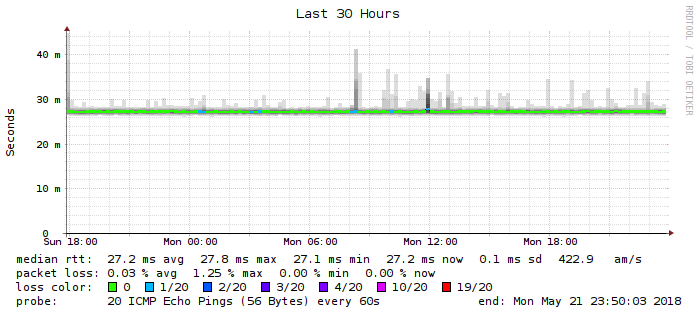 Last 30 Hours
RRDTOOL / TOBI OETIKER
Seconds
40 m
30 m
20 m
10 m
0
Sun 18:00 Mon 00:00 Mon 06:00 Mon 12:00 Mon 18:00
median rtt: 27.2 ms avg 27.8 ms max 27.1 ms min 27.2 ms now 0.1 ms sd 422.9 am/s
packet loss: 0.03 % avg 1.25 % max 0.00 % min 0.00 % now
loss color: 0 1/20 2/20 3/20 4/20 10/20 19/20
probe: 20 ICMP Echo Pings (56 Bytes) every 60s end: Mon May 21 23:50:03 2018